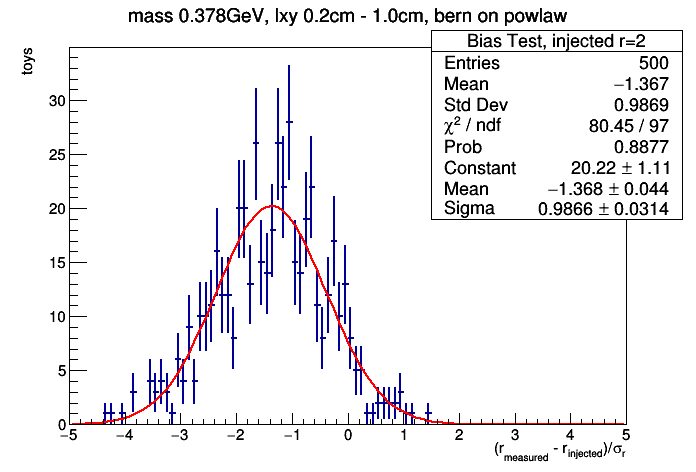 mass 0.378GeV, lxy 0.2cm - 1.0cm, bern on powlaw
Bias Test, injected r=2
Entries 500
Mean −1.367
Std Dev 0.9869
χ² / ndf 80.45 / 97
Prob 0.8877
Constant 20.22 ± 1.11
Mean −1.368 ± 0.044
Sigma 0.9866 ± 0.0314
toys
30
25
20
15
10
5
0
−5 −4 −3 −2 −1 0 1 2 3 4 5
(r_measured - r_injected)/σ_r